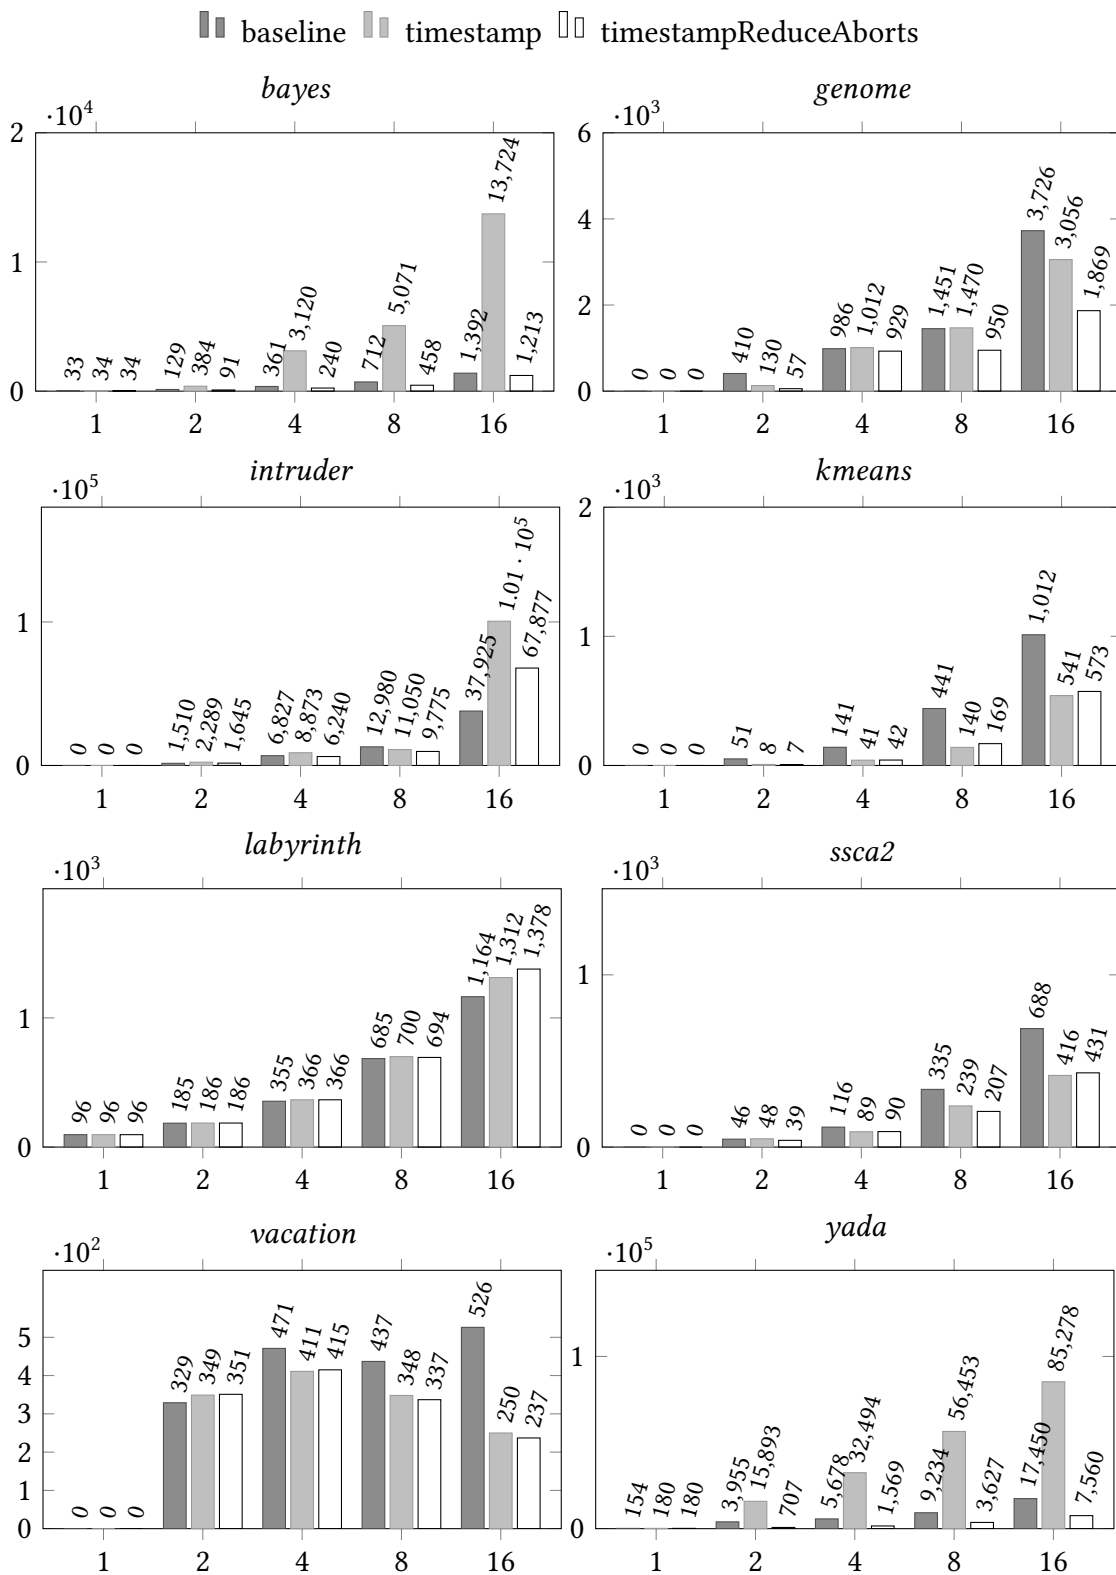 baseline timestamp timestampReduceAborts
bayes
·10^4
2
1
0
33 34 34 129 384 91 361 3,120 240 712 5,071 458 1,392 13,724 1,213
1 2 4 8 16
genome
·10^3
6
4
2
0
0 0 0 410 130 57 986 1,012 929 1,451 1,470 950 3,726 3,056 1,869
1 2 4 8 16
intruder
·10^5
1
0
0 0 0 1,510 2,289 1,645 6,827 8,873 6,240 12,980 11,050 9,775 37,925 1.01 · 10^5 67,877
1 2 4 8 16
kmeans
·10^3
2
1
0
0 0 0 51 8 7 141 41 42 441 140 169 1,012 541 573
1 2 4 8 16
labyrinth
·10^3
1
0
96 96 96 185 186 186 355 366 366 685 700 694 1,164 1,312 1,378
1 2 4 8 16
ssca2
·10^3
1
0
0 0 0 46 48 39 116 89 90 335 239 207 688 416 431
1 2 4 8 16
vacation
·10^2
5
4
3
2
1
0
0 0 0 329 349 351 471 411 415 437 348 337 526 250 237
1 2 4 8 16
yada
·10^5
1
0
154 180 180 3,955 15,893 707 5,678 32,494 1,569 9,234 56,453 3,627 17,450 85,278 7,560
1 2 4 8 16